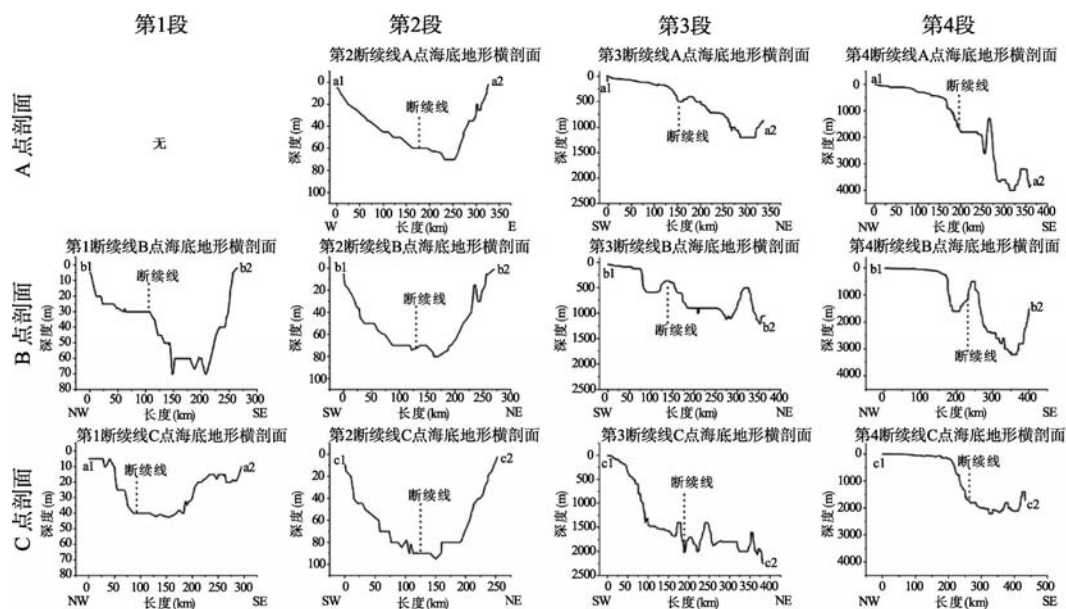 第1段
第2段
第3段
第4段
A 点剖面
无
第2断续线A点海底地形横剖面
深度(m)
0
20
40
60
80
100
a1
断续线
a2
0 50 100 150 200 250 300 350
W 长度(km) E
第3断续线A点海底地形横剖面
深度(m)
0
500
1000
1500
2000
2500
a1
断续线
a2
0 50 100 150 200 250 300 350
SW 长度(km) NE
第4断续线A点海底地形横剖面
深度(m)
0
1000
2000
3000
4000
a1
断续线
a2
0 50 100 150 200 250 300 350 400
NW 长度(km) SE
B 点剖面
第1断续线B点海底地形横剖面
深度(m)
0
10
20
30
40
50
60
70
80
b1
断续线
b2
0 50 100 150 200 250 300
NW 长度(km) SE
第2断续线B点海底地形横剖面
深度(m)
0
20
40
60
80
100
b1
断续线
b2
0 50 100 150 200 250 300
SW 长度(km) NE
第3断续线B点海底地形横剖面
深度(m)
0
500
1000
1500
2000
2500
b1
断续线
b2
0 50 100 150 200 250 300 350 400
SW 长度(km) NE
第4断续线B点海底地形横剖面
深度(m)
0
1000
2000
3000
4000
b1
断续线
b2
0 100 200 300 400
NW 长度(km) SE
C 点剖面
第1断续线C点海底地形横剖面
深度(m)
0
10
20
30
40
50
60
70
80
a1
断续线
a2
0 50 100 150 200 250 300 350
NW 长度(km) SE
第2断续线C点海底地形横剖面
深度(m)
0
20
40
60
80
100
c1
断续线
c2
0 50 100 150 200 250 300
SW 长度(km) NE
第3断续线C点海底地形横剖面
深度(m)
0
500
1000
1500
2000
2500
c1
断续线
c2
0 50 100 150 190 250 300 350 400
SW 长度(km) NE
第4断续线C点海底地形横剖面
深度(m)
0
1000
2000
3000
4000
c1
断续线
c2
0 100 200 300 400 500
NW 长度(km) SE